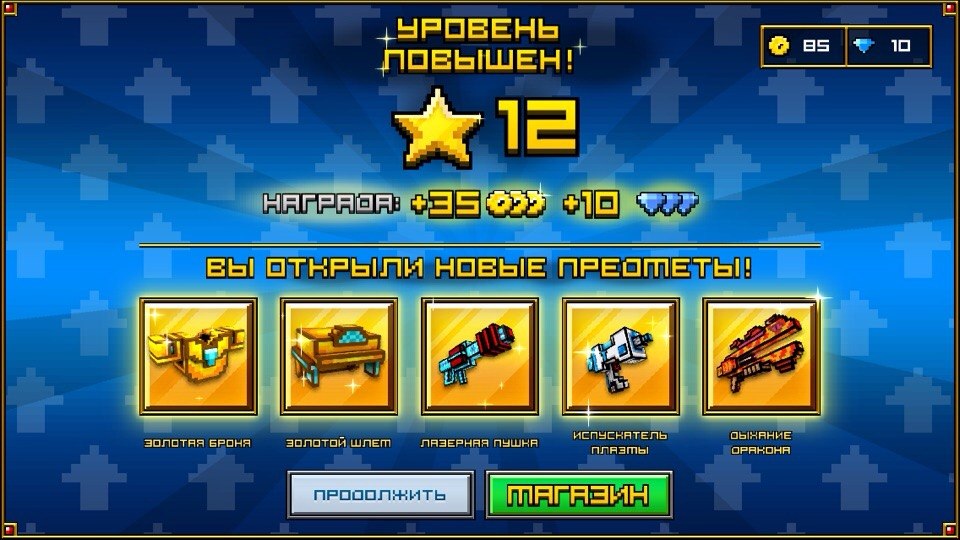 УРОВЕНЬ
ПОВЫШЕН!
85 10
12
НАГРАДА: +35 +10
ВЫ ОТКРЫЛИ НОВЫЕ ПРЕДМЕТЫ!
ЗОЛОТАЯ БРОНЯ
ЗОЛОТОЙ ШЛЕМ
ЛАЗЕРНАЯ ПУШКА
ИСПУСКАТЕЛЬ
ПЛАЗМЫ
ДЫХАНИЕ
ДРАКОНА
ПРОДОЛЖИТЬ
МАГАЗИН